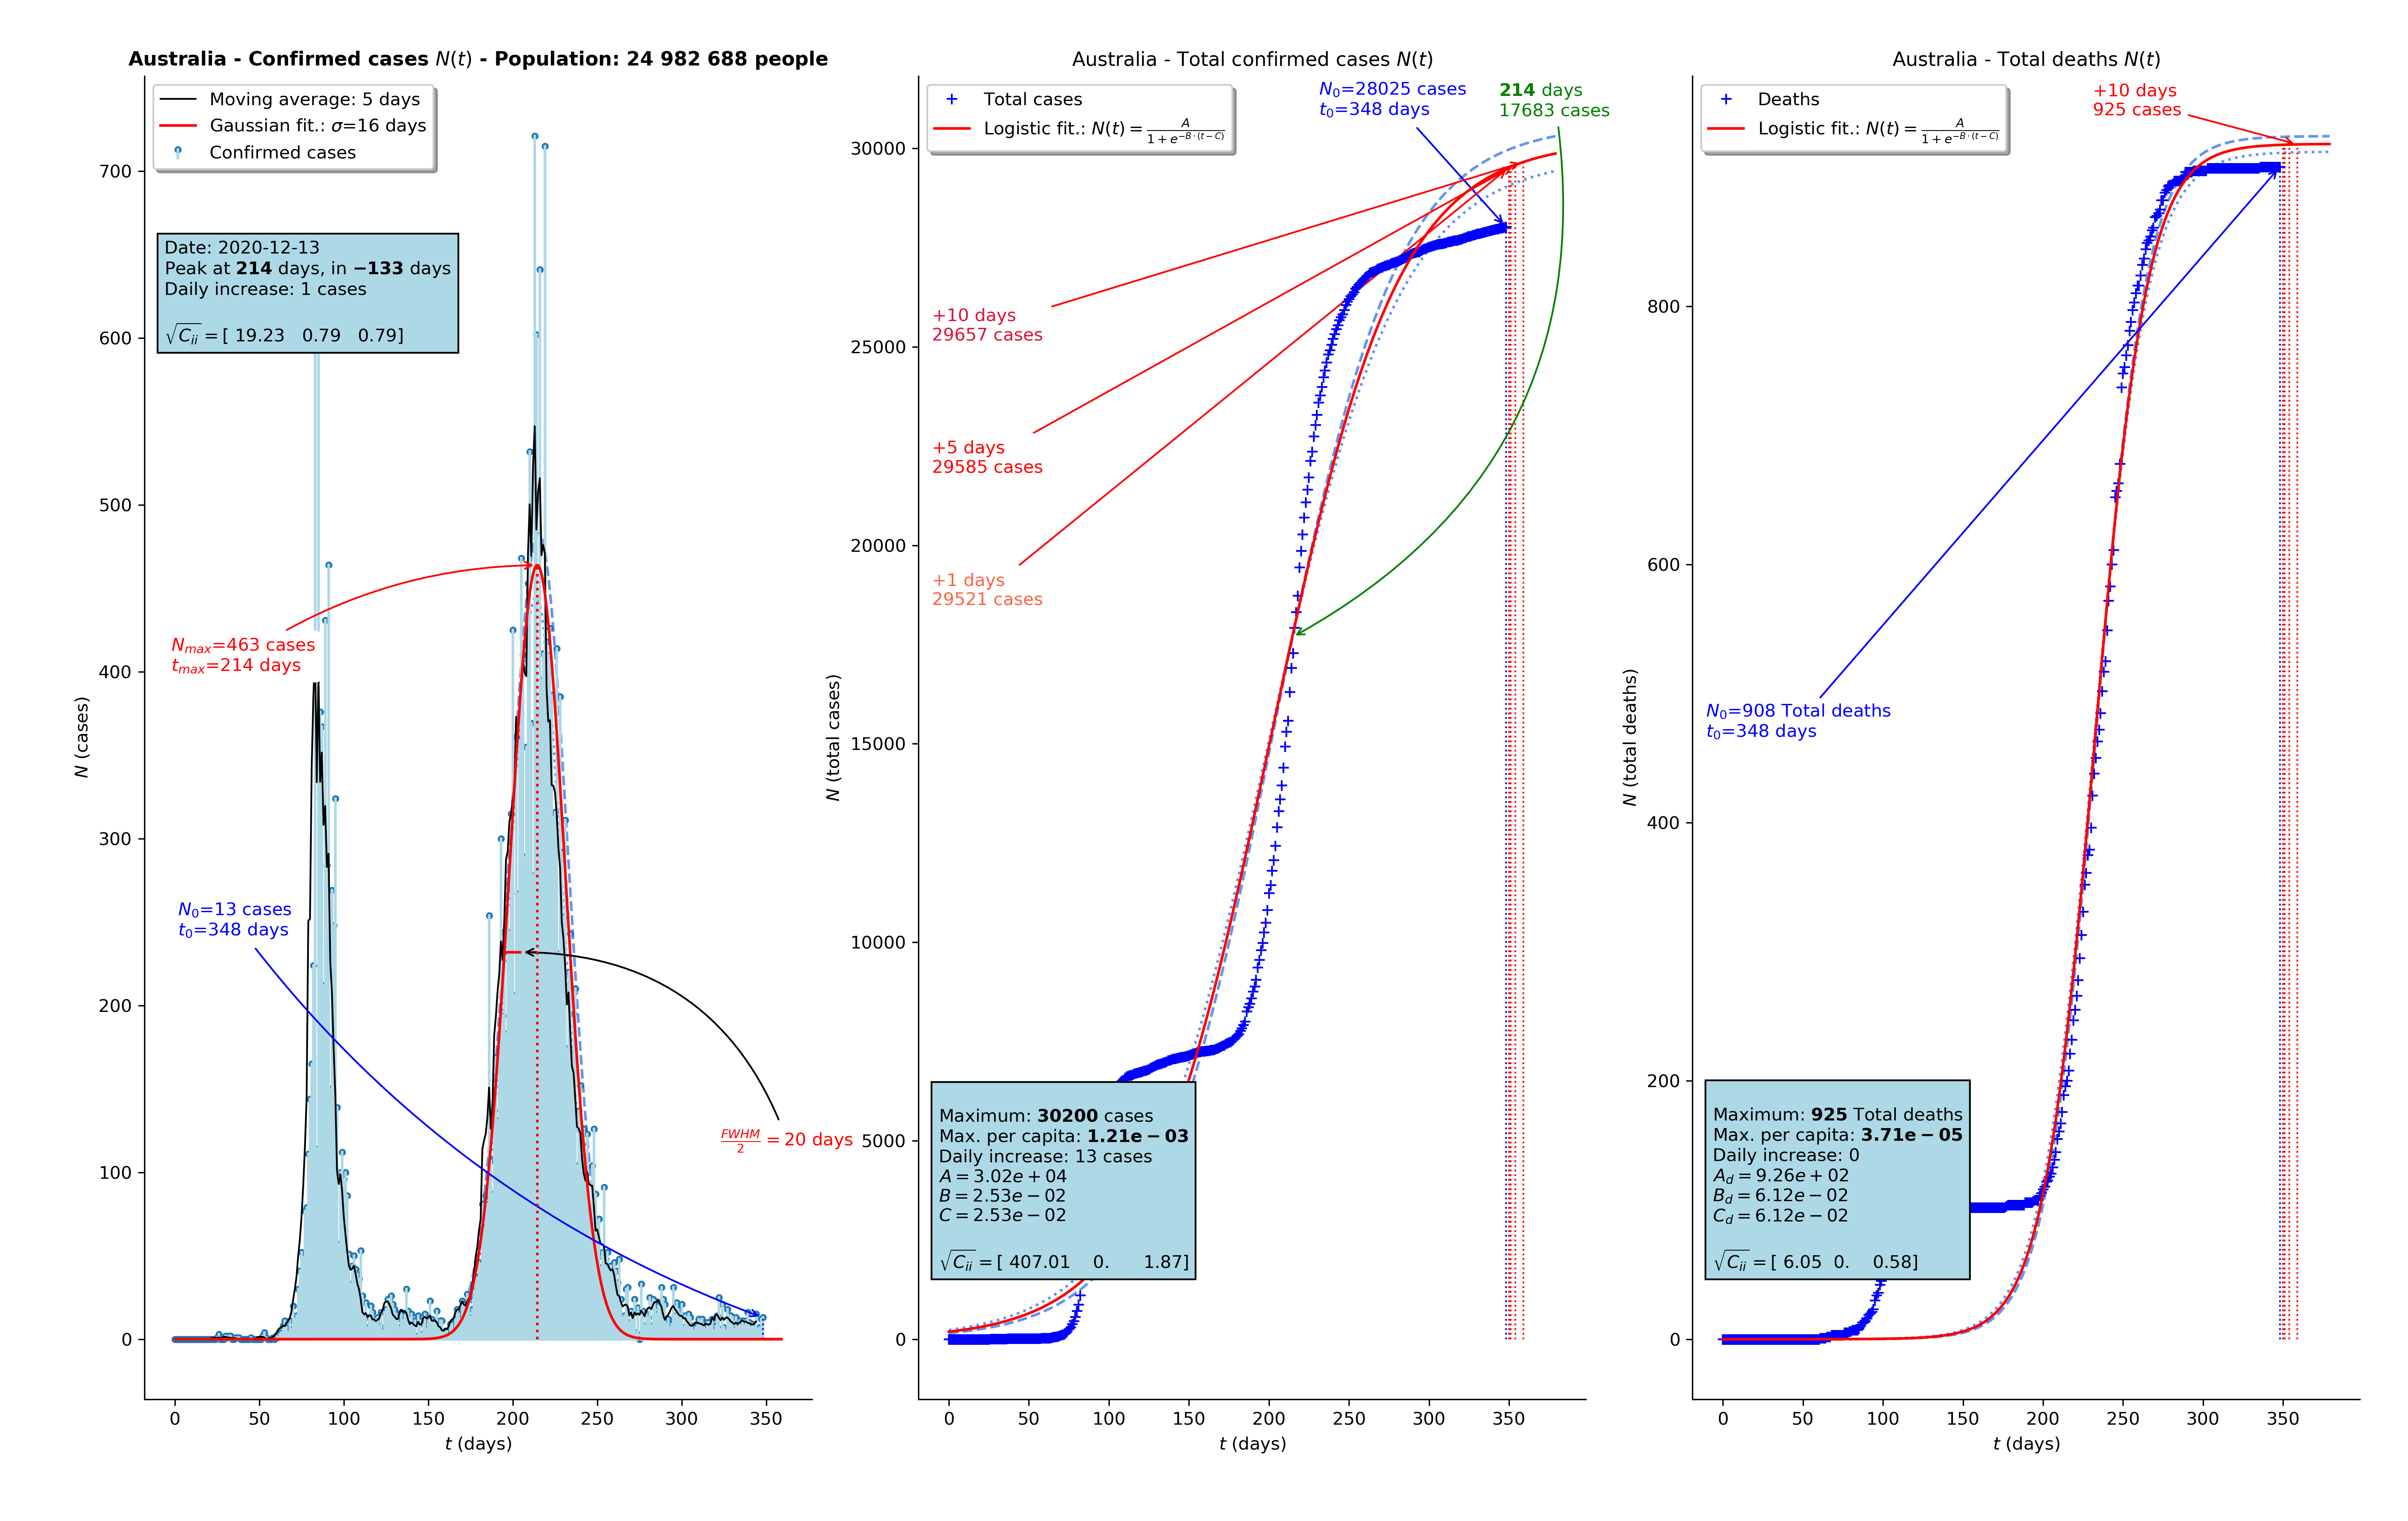 Australia - Confirmed cases N(t) - Population: 24 982 688 people
Moving average: 5 days
Gaussian fit.: σ=16 days
Confirmed cases
Date: 2020-12-13
Peak at 214 days, in −133 days
Daily increase: 1 cases
√C_ii = [ 19.23 0.79 0.79]
N_max=463 cases
t_max=214 days
N_0=13 cases
t_0=348 days
FWHM/2 = 20 days
N (cases)
700
600
500
400
300
200
100
0
0 50 100 150 200 250 300 350
t (days)
Australia - Total confirmed cases N(t)
Total cases
Logistic fit.: N(t) = A/(1+e^{−B·(t−C)})
N_0=28025 cases
t_0=348 days
214 days
17683 cases
+10 days
29657 cases
+5 days
29585 cases
+1 days
29521 cases
Maximum: 30200 cases
Max. per capita: 1.21e − 03
Daily increase: 13 cases
A = 3.02e + 04
B = 2.53e − 02
C = 2.53e − 02
√C_ii = [ 407.01 0. 1.87]
N (total cases)
30000
25000
20000
15000
10000
5000
0
0 50 100 150 200 250 300 350
t (days)
Australia - Total deaths N(t)
Deaths
Logistic fit.: N(t) = A/(1+e^{−B·(t−C)})
+10 days
925 cases
N_0=908 Total deaths
t_0=348 days
Maximum: 925 Total deaths
Max. per capita: 3.71e − 05
Daily increase: 0
A_d = 9.26e + 02
B_d = 6.12e − 02
C_d = 6.12e − 02
√C_ii = [ 6.05 0. 0.58]
N (total deaths)
800
600
400
200
0
0 50 100 150 200 250 300 350
t (days)